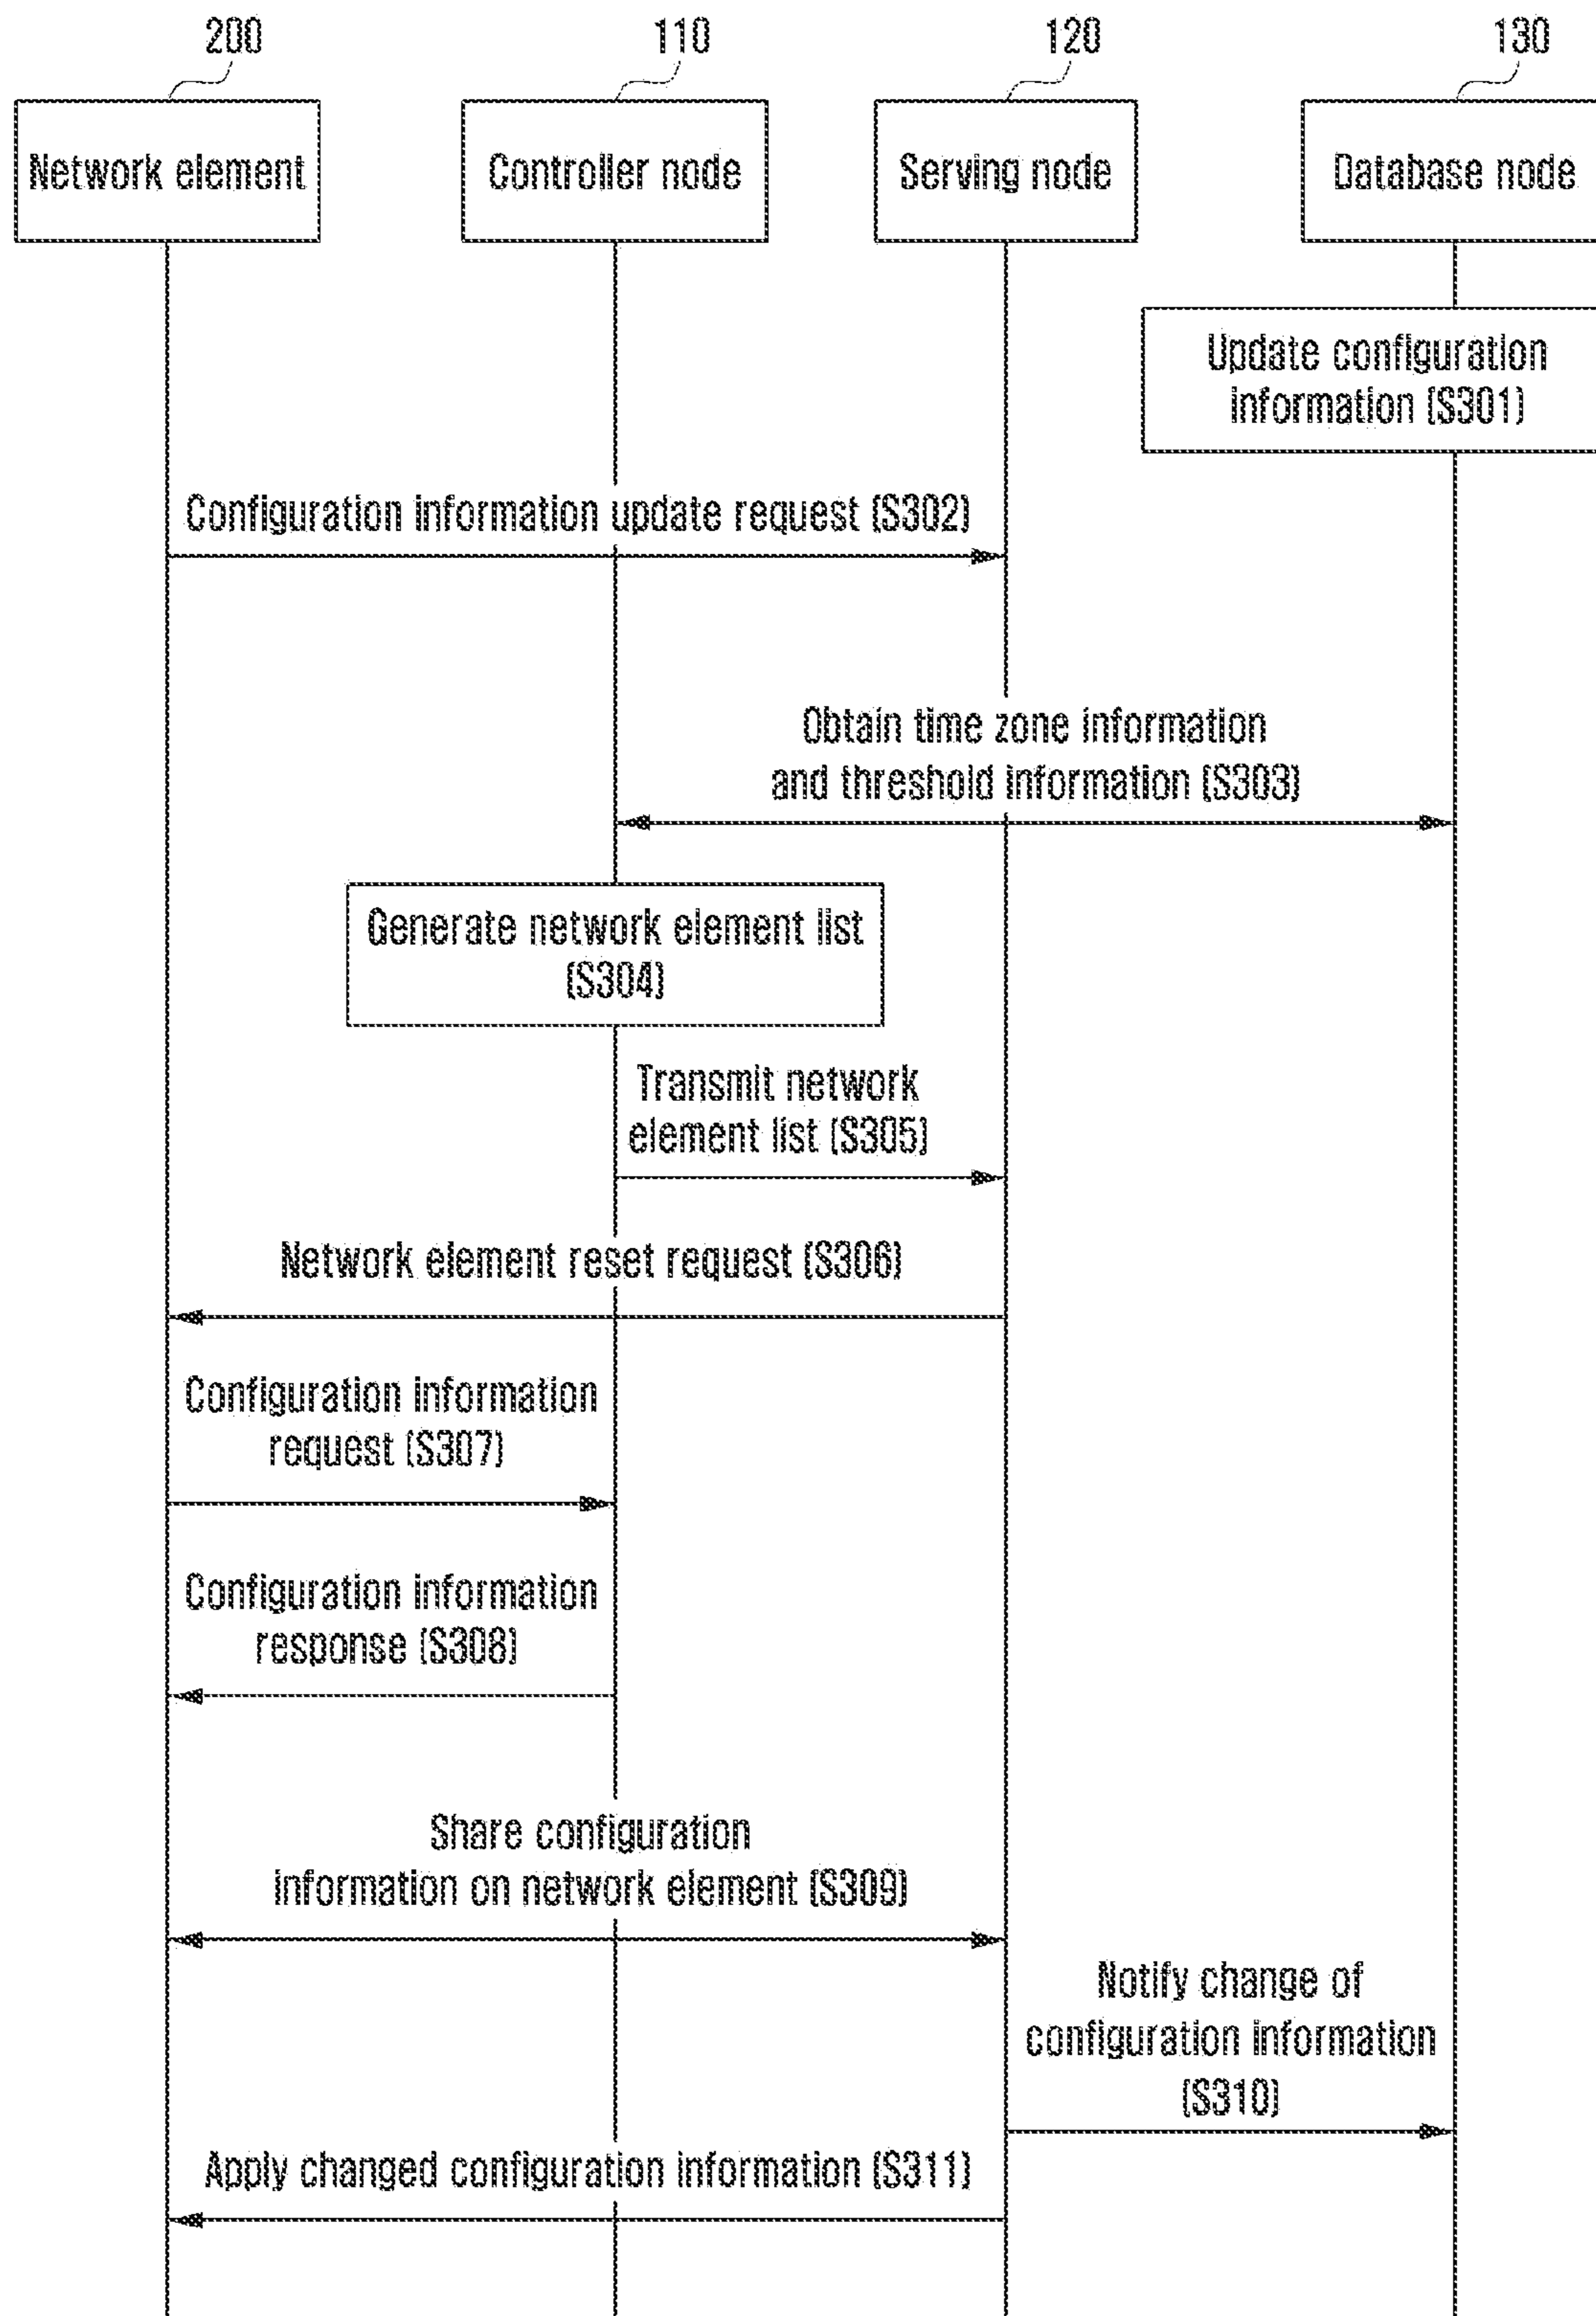 200
110
120
130
Network element
Controller node
Serving node
Database node
Update configuration
information (S301)
Configuration information update request (S302)
Obtain time zone information
and threshold information (S303)
Generate network element list
(S304)
Transmit network
element list (S305)
Network element reset request (S306)
Configuration information
request (S307)
Configuration information
response (S308)
Share configuration
information on network element (S309)
Notify change of
configuration information
(S310)
Apply changed configuration information (S311)